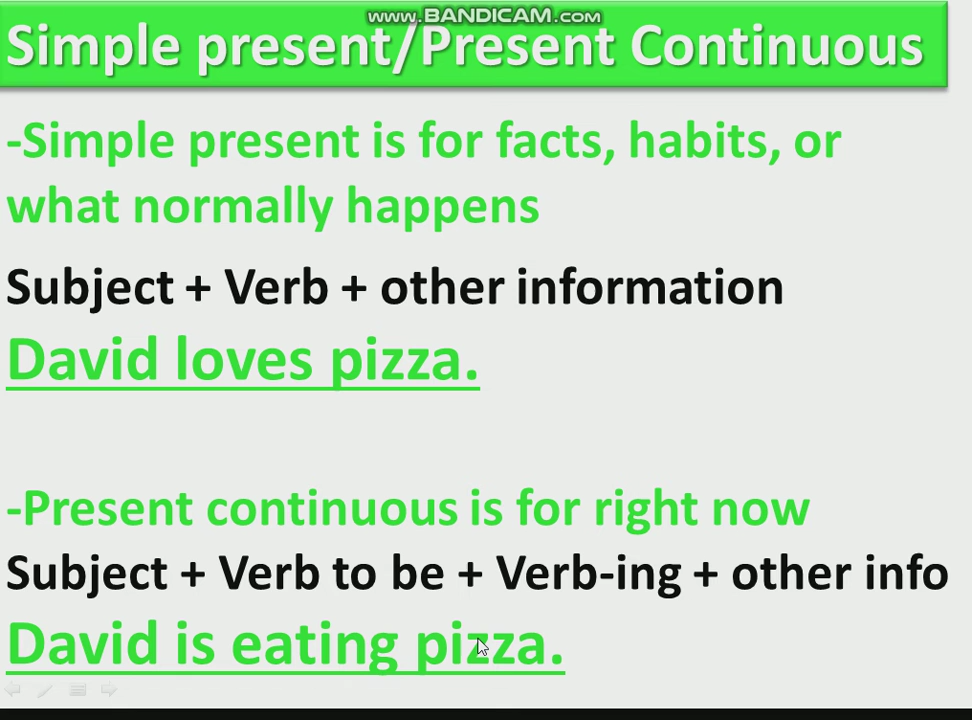 www.BANDICAM.com
Simple present/Present Continuous
-Simple present is for facts, habits, or
what normally happens
Subject + Verb + other information
David loves pizza.
-Present continuous is for right now
Subject + Verb to be + Verb-ing + other info
David is eating pizza.